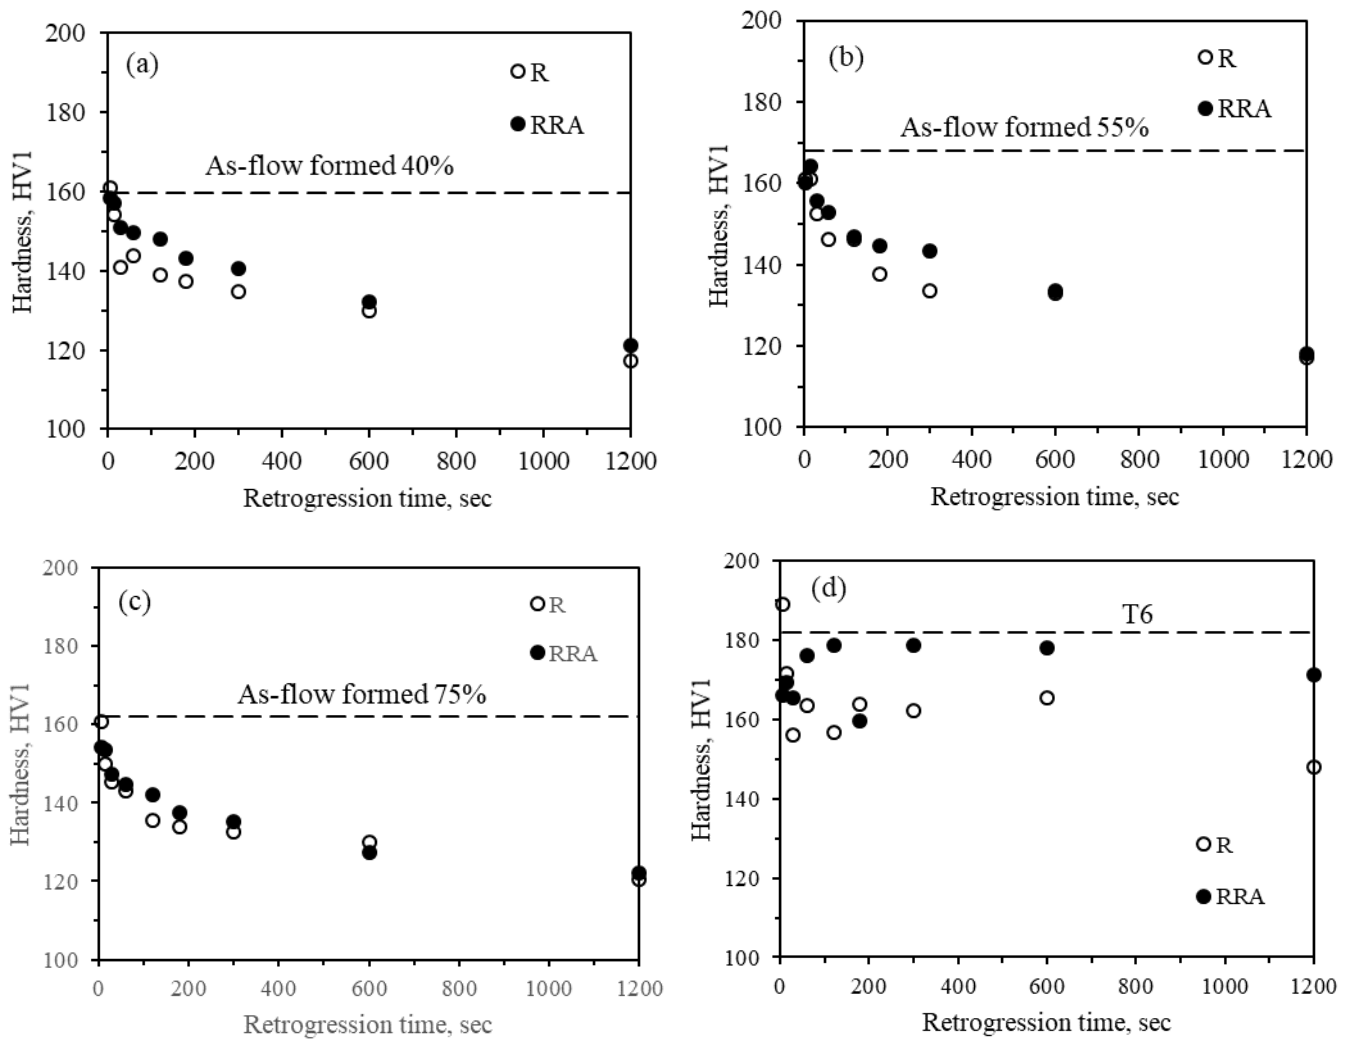 (a)
R
RRA
As-flow formed 40%
200
180
160
140
120
100
0 200 400 600 800 1000 1200
Hardness, HV1
Retrogression time, sec
(b)
R
RRA
As-flow formed 55%
200
180
160
140
120
100
0 200 400 600 800 1000 1200
Hardness, HV1
Retrogression time, sec
(c)
R
RRA
As-flow formed 75%
200
180
160
140
120
100
0 200 400 600 800 1000 1200
Hardness, HV1
Retrogression time, sec
(d)
T6
R
RRA
200
180
160
140
120
100
0 200 400 600 800 1000 1200
Hardness, HV1
Retrogression time, sec